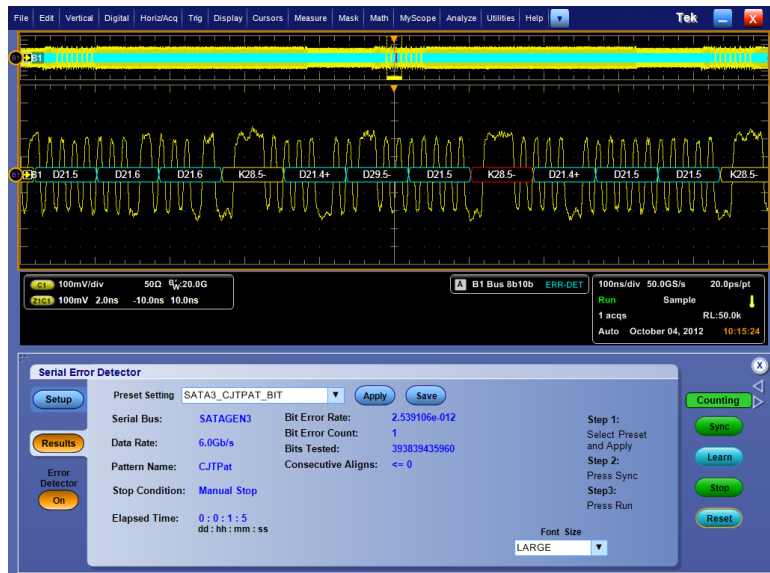 File Edit Vertical Digital Horiz/Acq Trig Display Cursors Measure Mask Math MyScope Analyze Utilities Help Tek X
B1 B1
B1 B1 D21.5 D21.6 D21.6 K28.5- D21.4+ D29.5- D21.5 K28.5- D21.4+ D21.5 D21.5 K28.5-
C1 100mV/div 50Ω BW:20.0G
Z1C1 100mV 2.0ns -10.0ns 10.0ns
A B1 Bus 8b10b ERR-DET
100ns/div 50.0GS/s 20.0ps/pt
Run Sample
1 acqs RL:50.0k
Auto October 04, 2012 10:15:24
Serial Error Detector
X
Setup
Results
Error
Detector
On
Preset Setting SATA3_CJTPAT_BIT Apply Save
Serial Bus: SATAGEN3
Data Rate: 6.0Gb/s
Pattern Name: CJTPat
Stop Condition: Manual Stop
Elapsed Time: 0 : 0 : 1 : 5
dd : hh : mm : ss
Bit Error Rate: 2.539106e-012
Bit Error Count: 1
Bits Tested: 393839435960
Consecutive Aligns: <= 0
Step 1:
Select Preset
and Apply
Step 2:
Press Sync
Step3:
Press Run
Font Size
LARGE
Counting
Sync
Learn
Stop
Reset